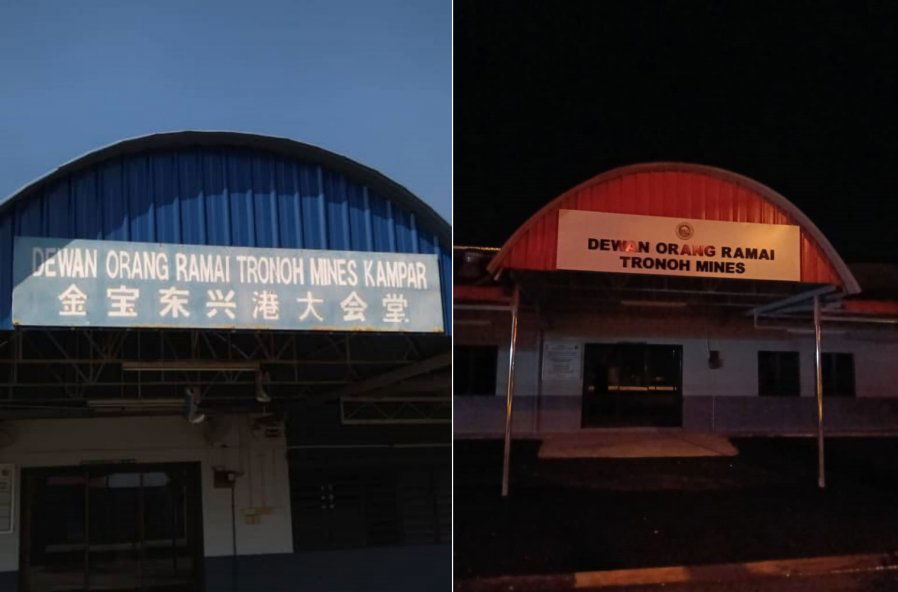 DEWAN ORANG RAMAI TRONOH MINES KAMPAR
金宝东兴港大会堂
DEWAN ORANG RAMAI
TRONOH MINES